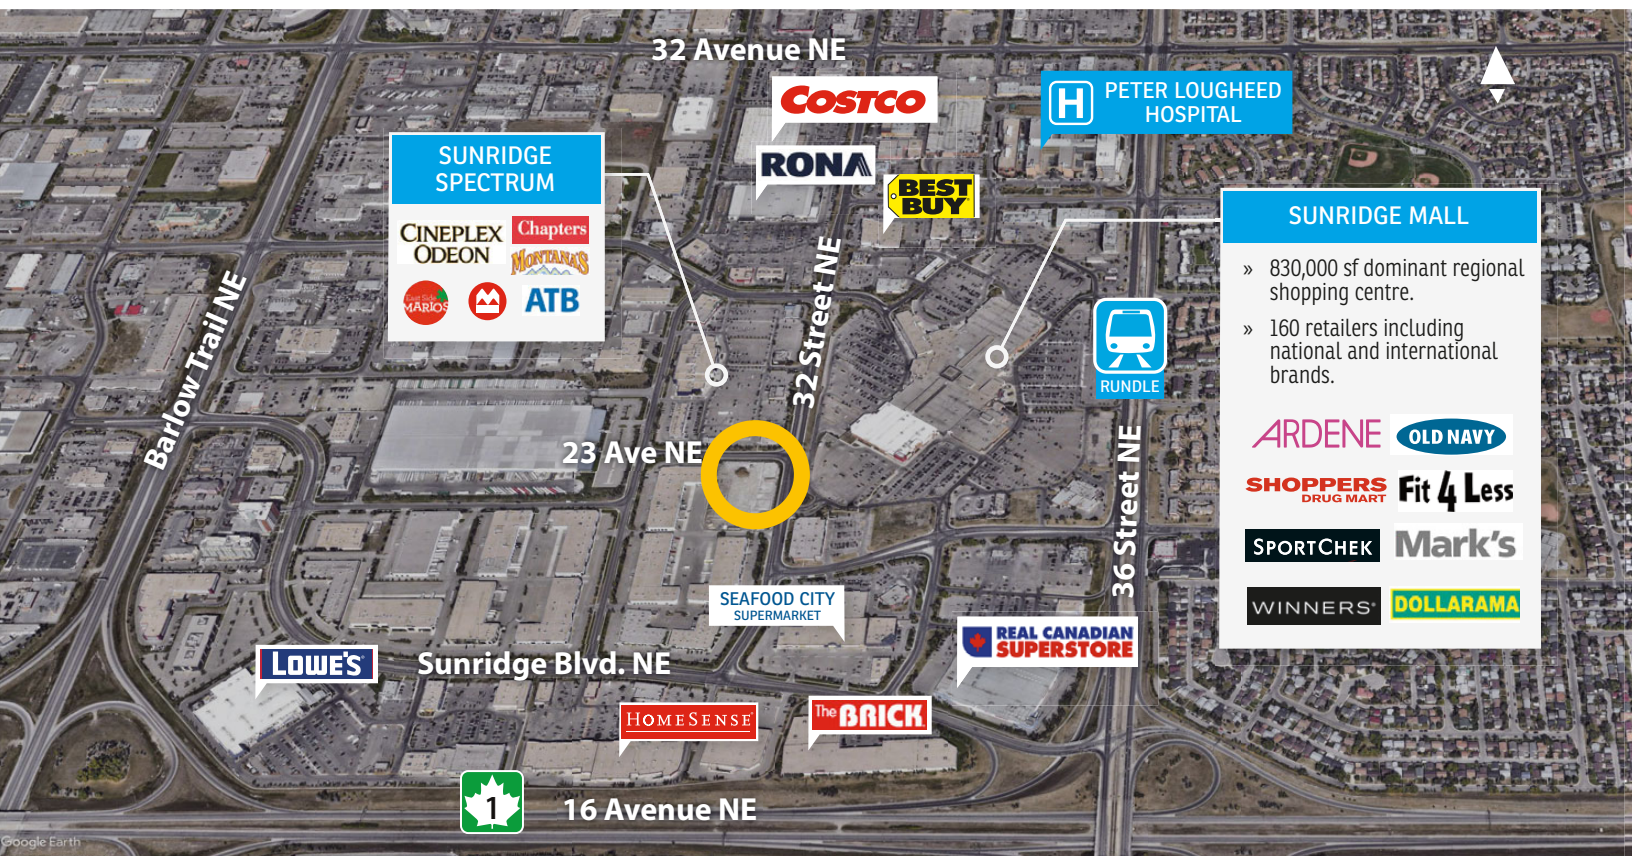 32 Avenue NE
COSTCO
H
PETER LOUGHEED
HOSPITAL
RONA
BEST
BUY
SUNRIDGE
SPECTRUM
CINEPLEX
ODEON
Chapters
MONTANA'S
East Side
MARIO'S
ATB
SUNRIDGE MALL
» 830,000 sf dominant regional
shopping centre.
» 160 retailers including
national and international
brands.
ARDENE
OLD NAVY
SHOPPERS
DRUG MART
Fit 4 Less
SPORTCHEK
Mark's
WINNERS
DOLLARAMA
Barlow Trail NE
32 Street NE
RUNDLE
23 Ave NE
36 Street NE
SEAFOOD CITY
SUPERMARKET
REAL CANADIAN
SUPERSTORE
LOWE'S
Sunridge Blvd. NE
HOMESENSE
The BRICK
1
16 Avenue NE
Google Earth